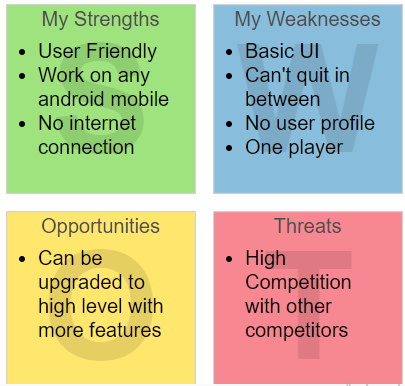 My Strengths
• User Friendly
• Work on any
android mobile
• No internet
connection
S
My Weaknesses
• Basic UI
• Can't quit in
between
• No user profile
• One player
W
Opportunities
• Can be
upgraded to
high level with
more features
O
Threats
• High
Competition
with other
competitors
T